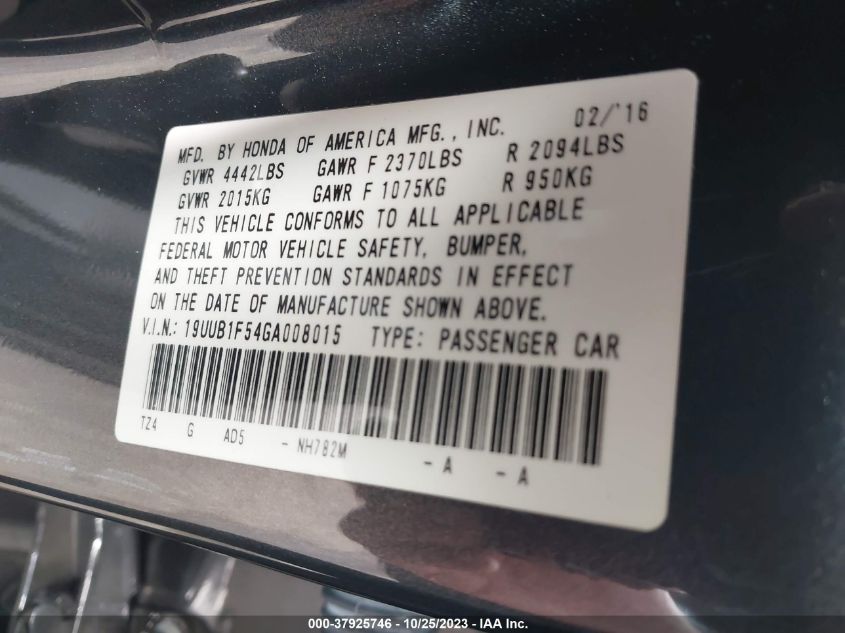 MFD. BY HONDA OF AMERICA MFG., INC. 02/'16
GVWR 4442LBS GAWR F 2370LBS R 2094LBS
GVWR 2015KG GAWR F 1075KG R 950KG
THIS VEHICLE CONFORMS TO ALL APPLICABLE
FEDERAL MOTOR VEHICLE SAFETY, BUMPER,
AND THEFT PREVENTION STANDARDS IN EFFECT
ON THE DATE OF MANUFACTURE SHOWN ABOVE.
V.I.N.: 19UUB1F54GA008015 TYPE: PASSENGER CAR
TZ4 G AD5 - NH782M - A - A
000-37925746 - 10/25/2023 - IAA Inc.